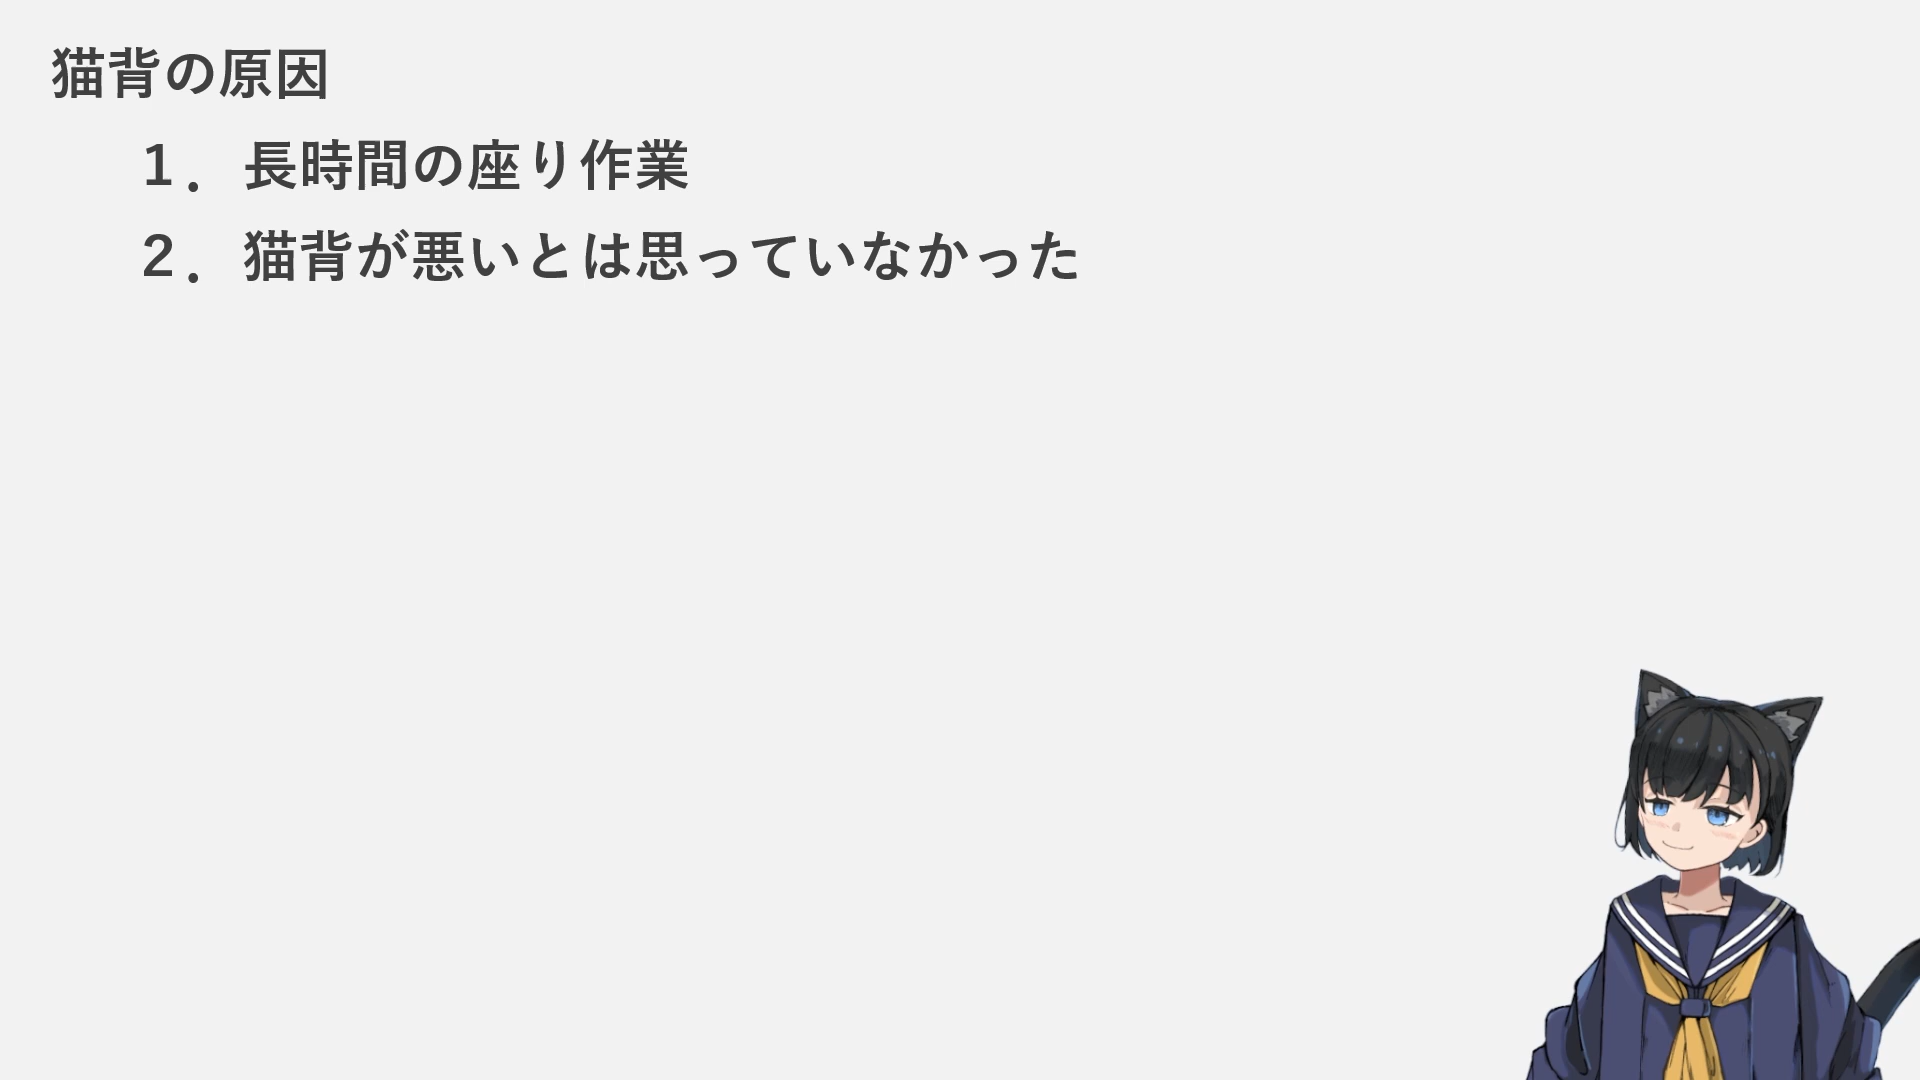 猫背の原因
１．長時間の座り作業
２．猫背が悪いとは思っていなかった